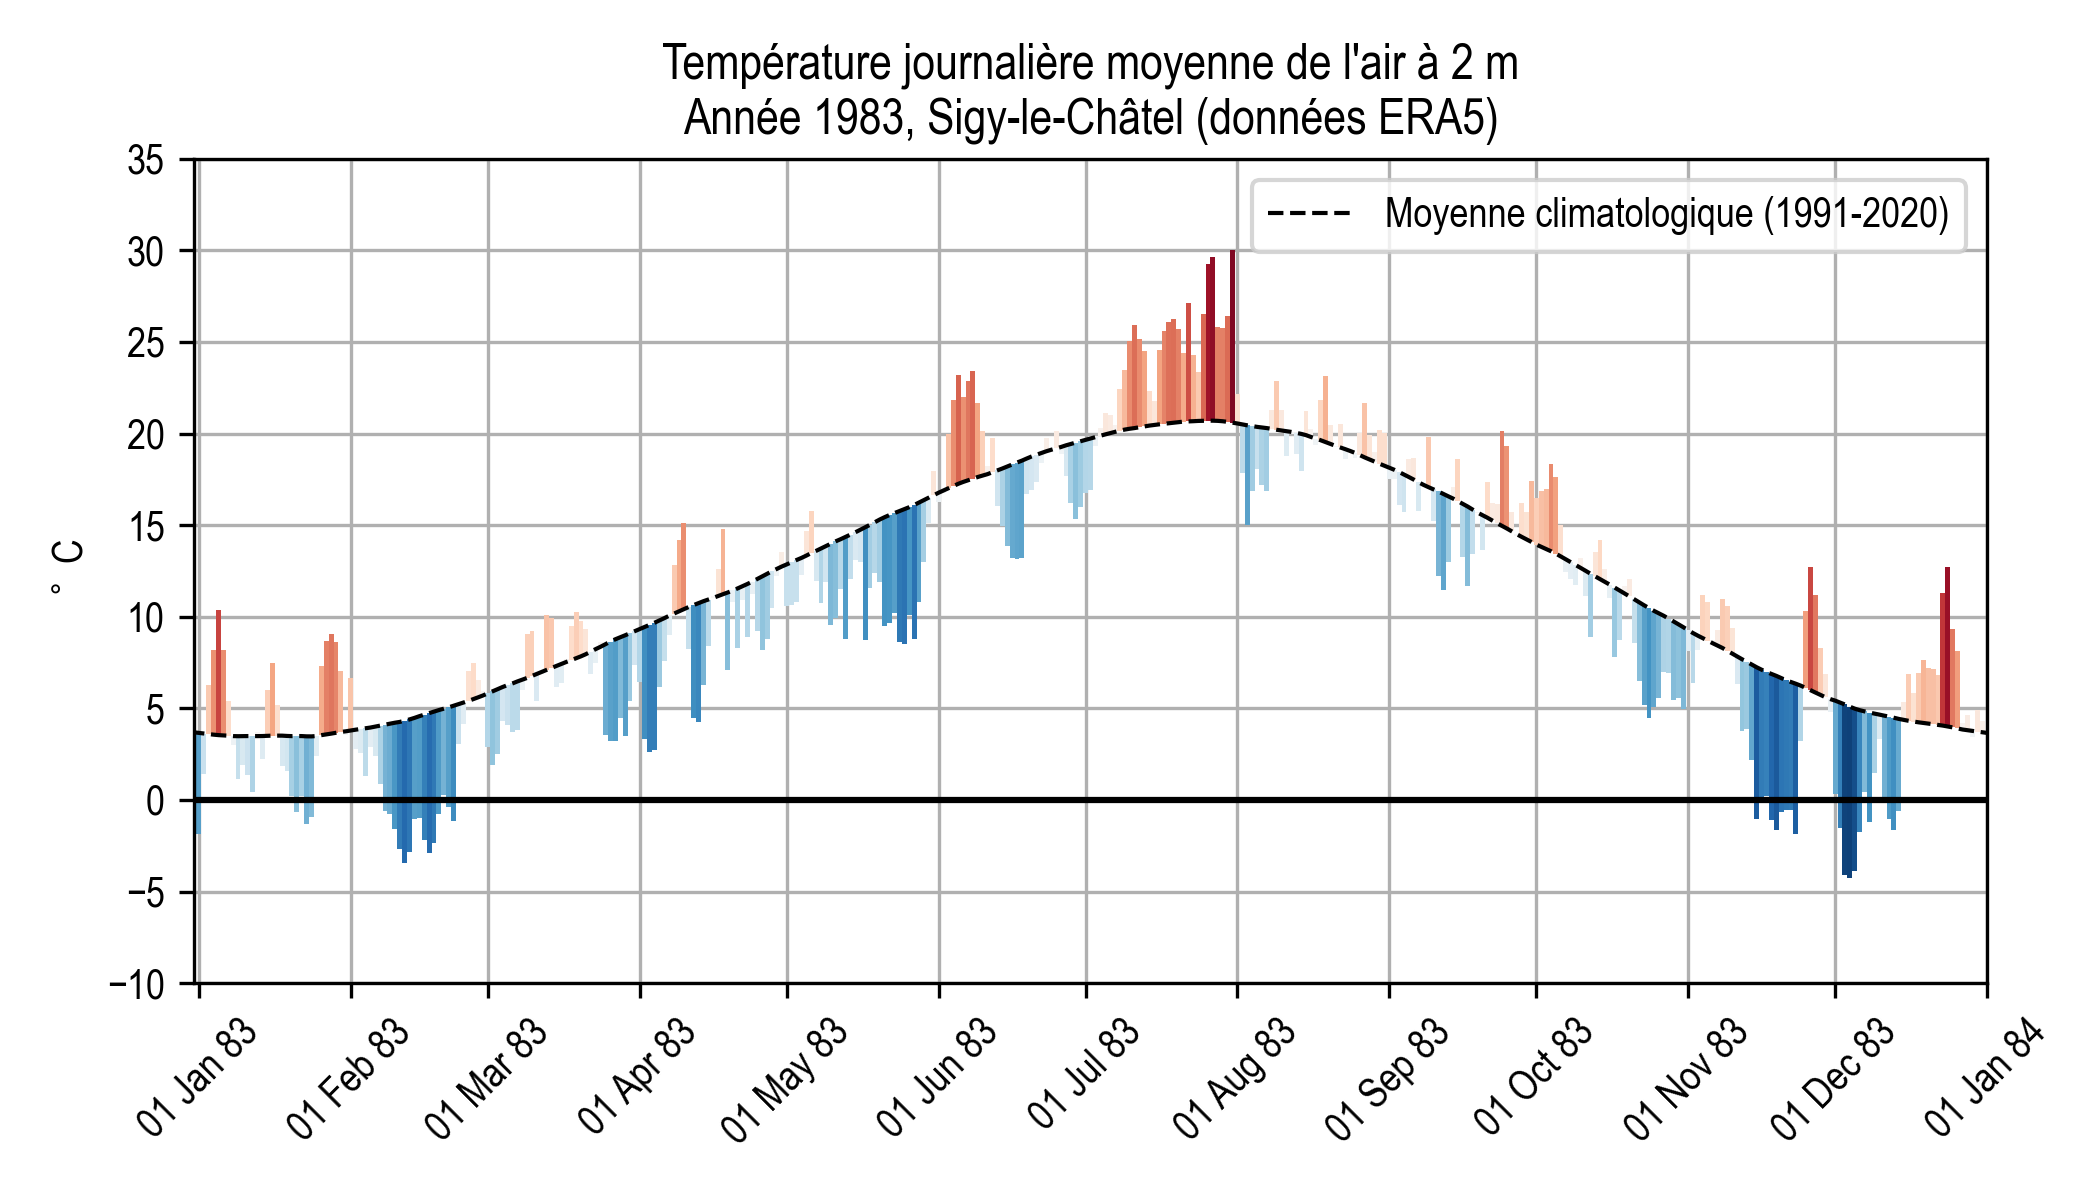 Température journalière moyenne de l'air à 2 m
Année 1983, Sigy-le-Châtel (données ERA5)
Moyenne climatologique (1991-2020)
° C
35
30
25
20
15
10
5
0
−5
−10
01 Jan 83
01 Feb 83
01 Mar 83
01 Apr 83
01 May 83
01 Jun 83
01 Jul 83
01 Aug 83
01 Sep 83
01 Oct 83
01 Nov 83
01 Dec 83
01 Jan 84